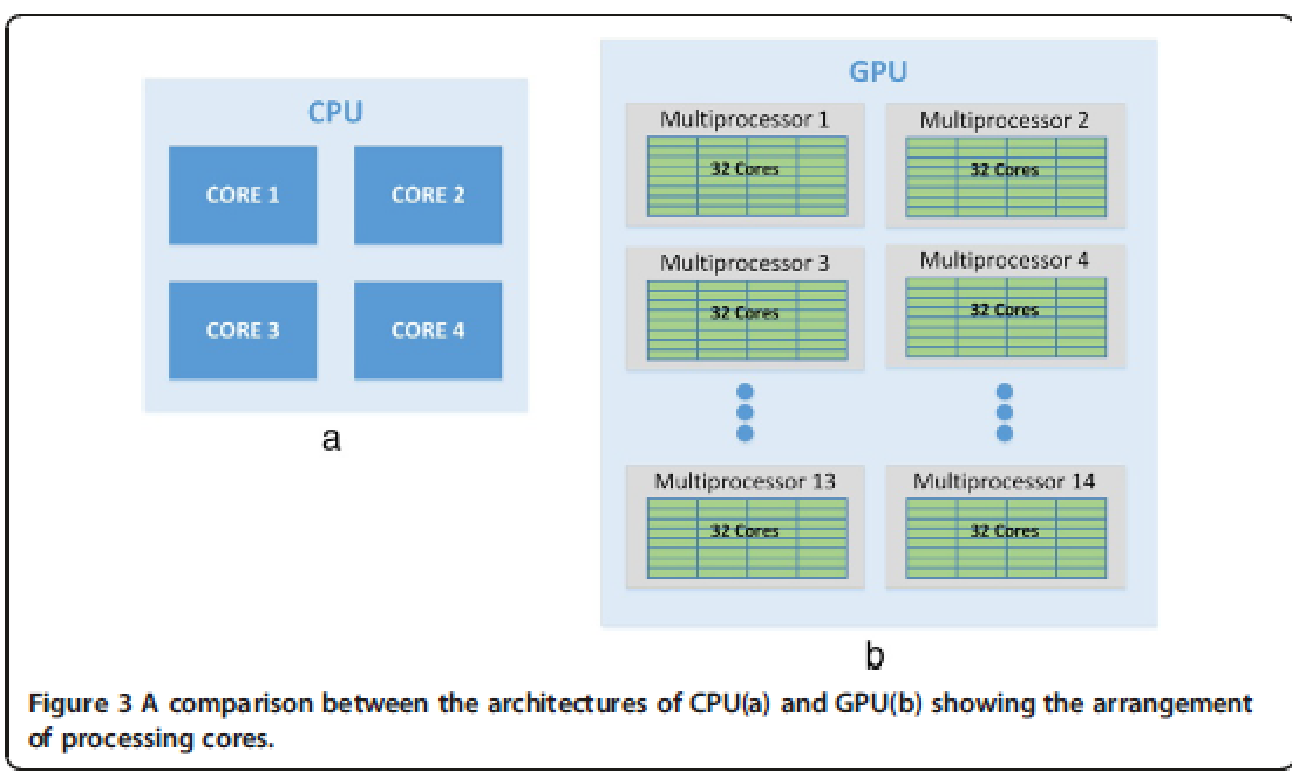 CPU
CORE 1
CORE 2
CORE 3
CORE 4
a
GPU
Multiprocessor 1
32 Cores
Multiprocessor 2
32 Cores
Multiprocessor 3
32 Cores
Multiprocessor 4
32 Cores
Multiprocessor 13
32 Cores
Multiprocessor 14
32 Cores
b
Figure 3 A comparison between the architectures of CPU(a) and GPU(b) showing the arrangement
of processing cores.